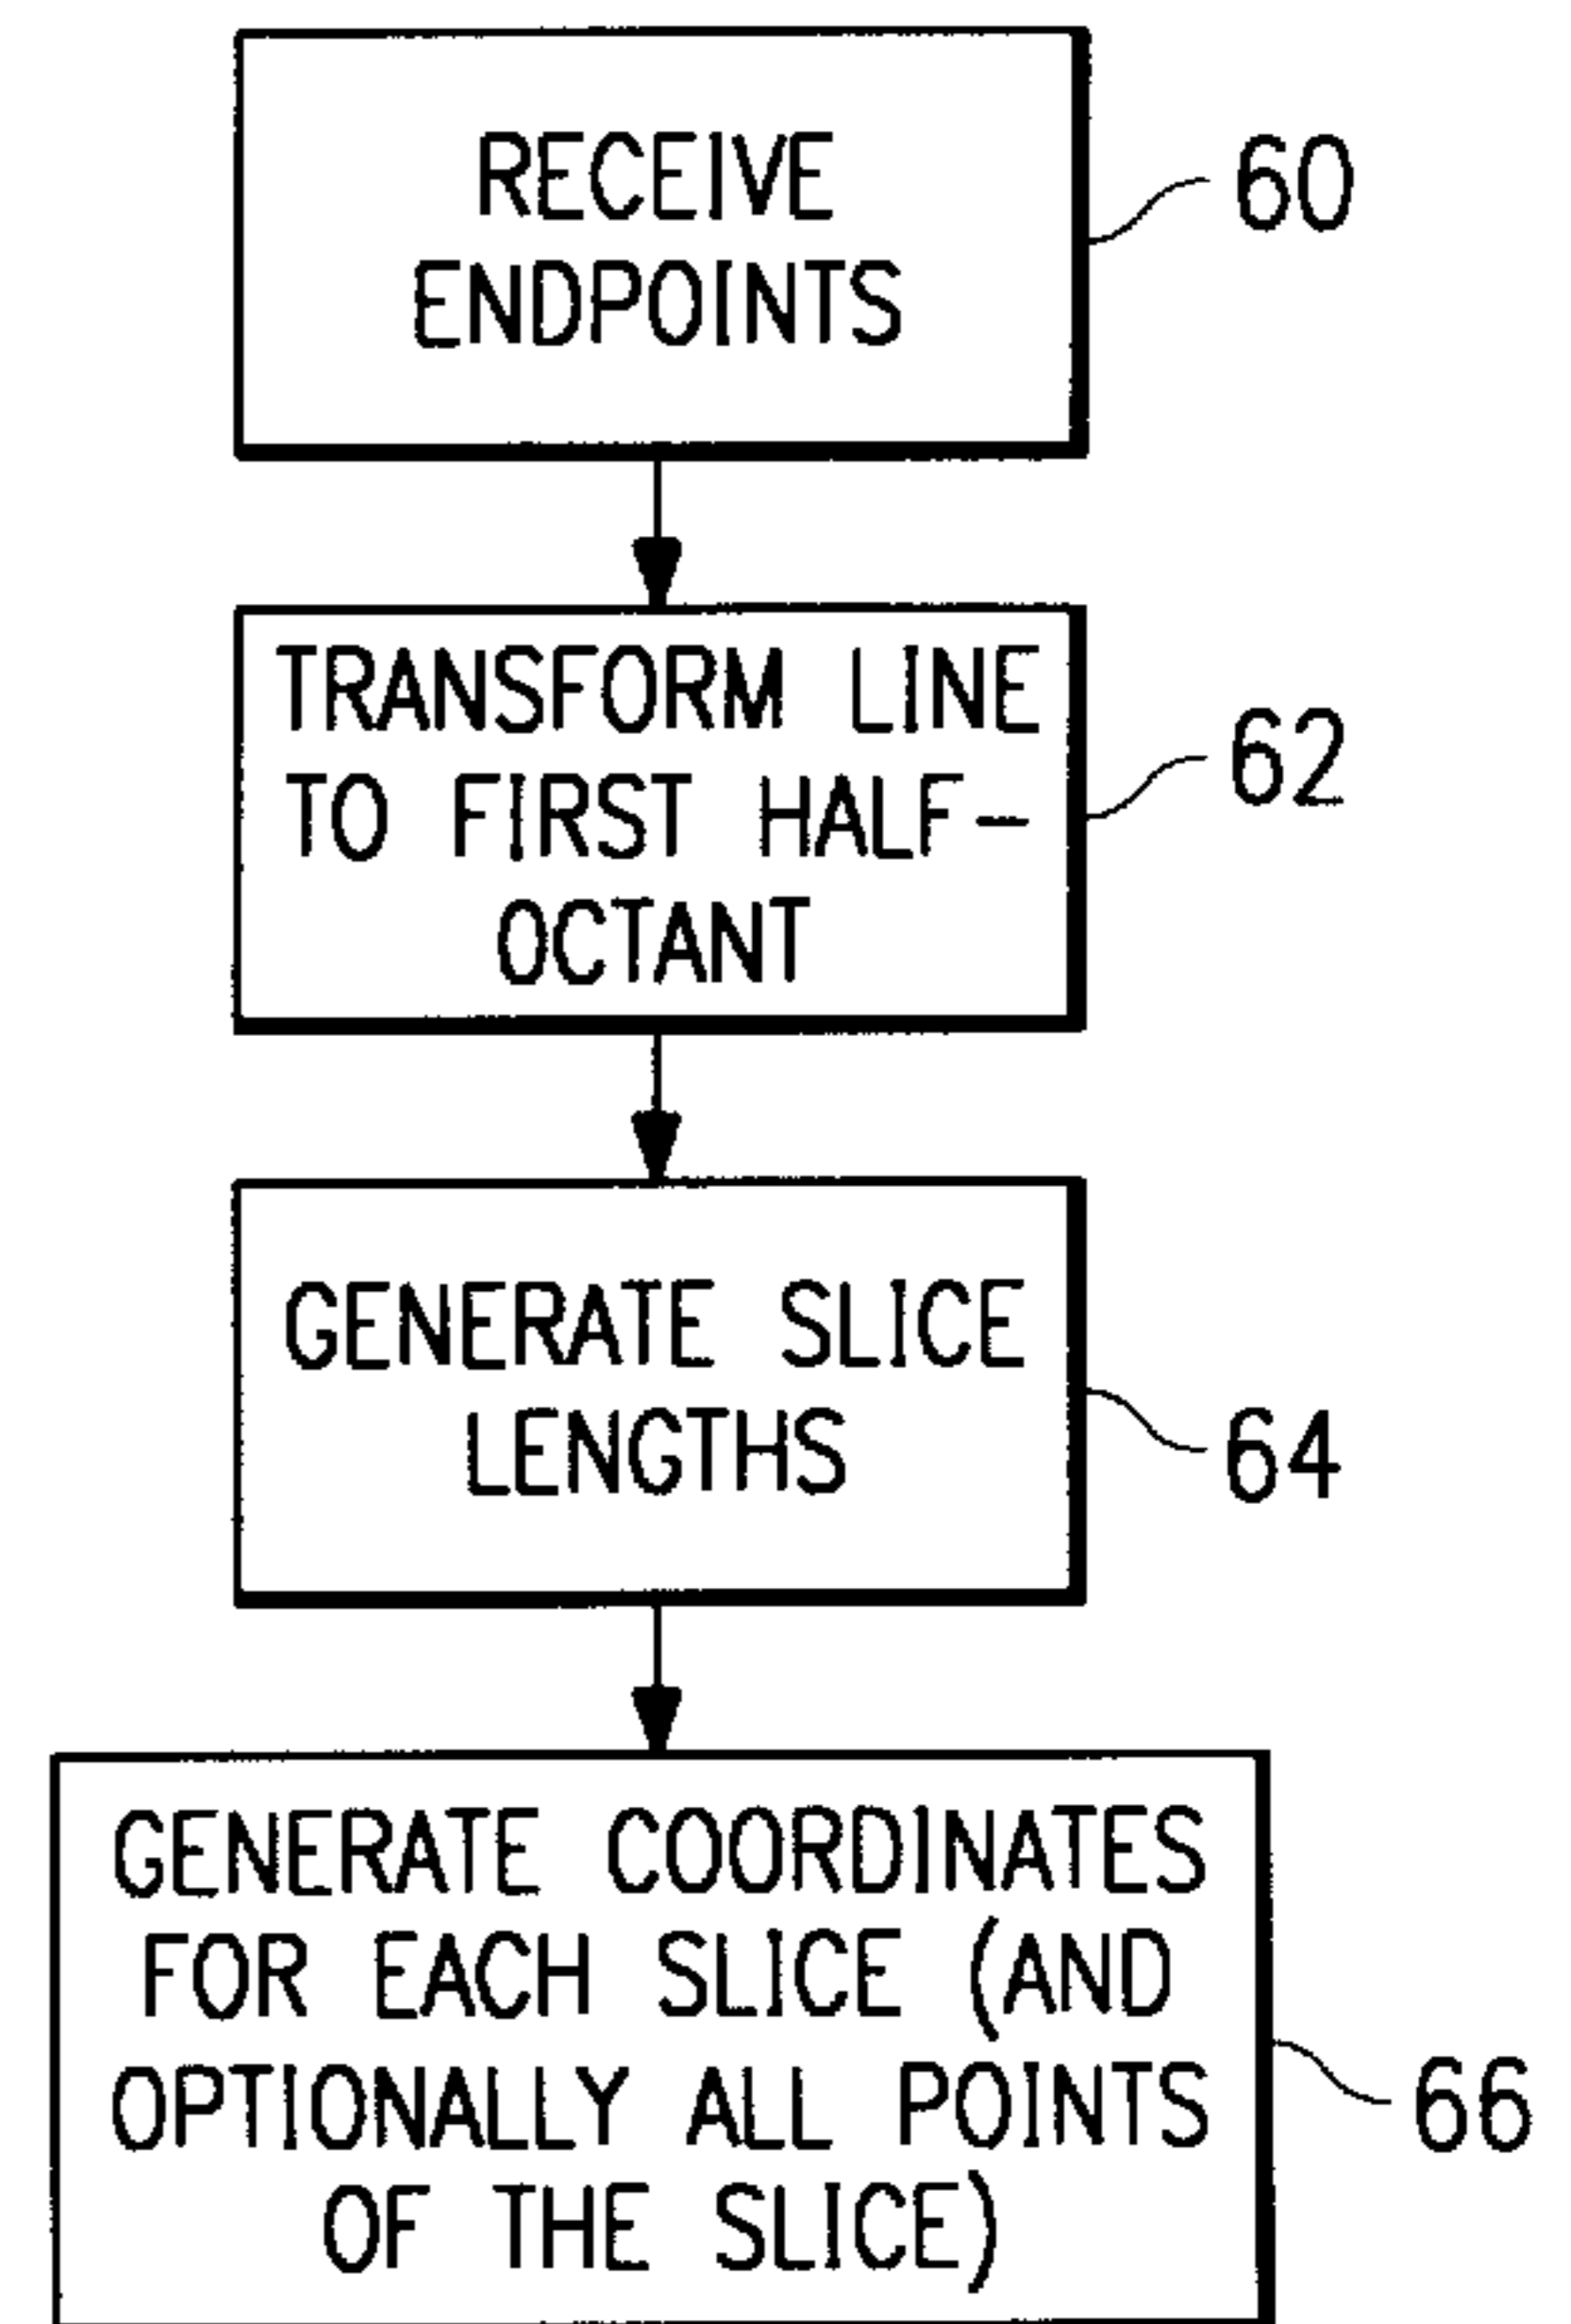 RECEIVE
ENDPOINTS
60
TRANSFORM LINE
TO FIRST HALF-
OCTANT
62
GENERATE SLICE
LENGTHS
64
GENERATE COORDINATES
FOR EACH SLICE (AND
OPTIONALLY ALL POINTS
OF THE SLICE)
66